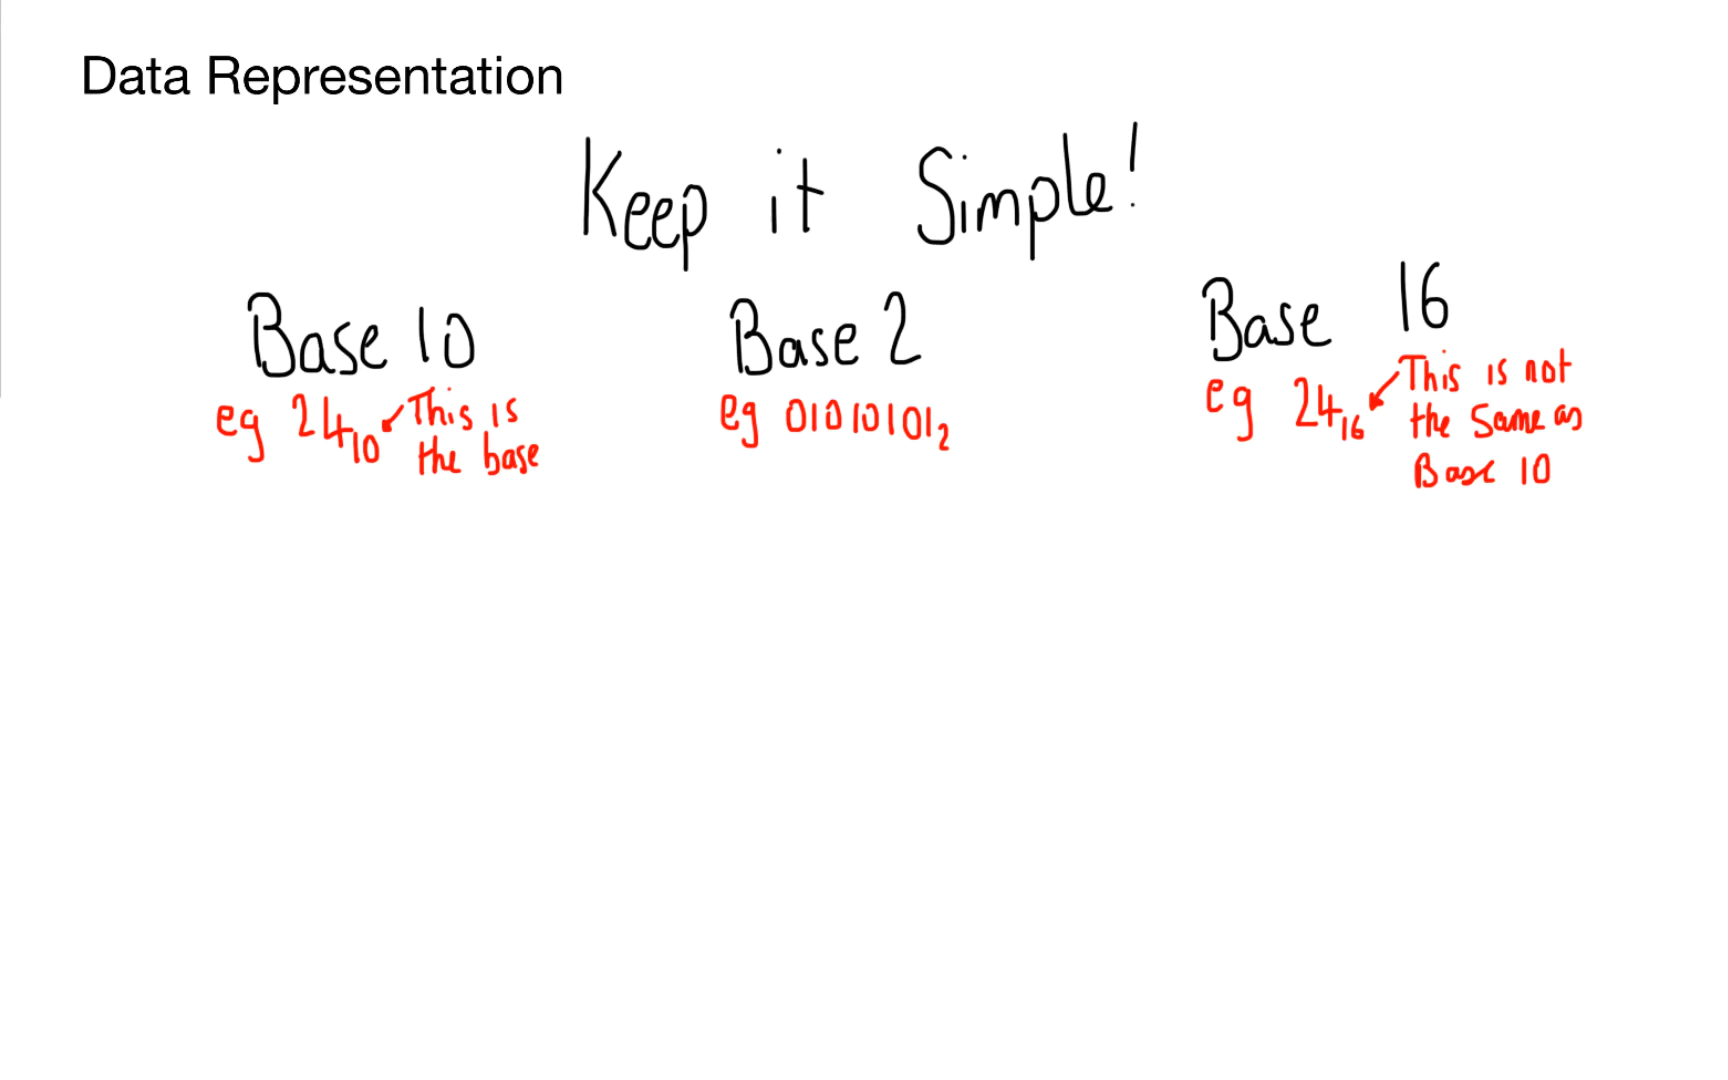 Data Representation
Keep it Simple!
Base 10
eg 24₁₀ This is
the base
Base 2
eg 01010101₂
Base 16
eg 24₁₆ This is not
the same as
Base 10